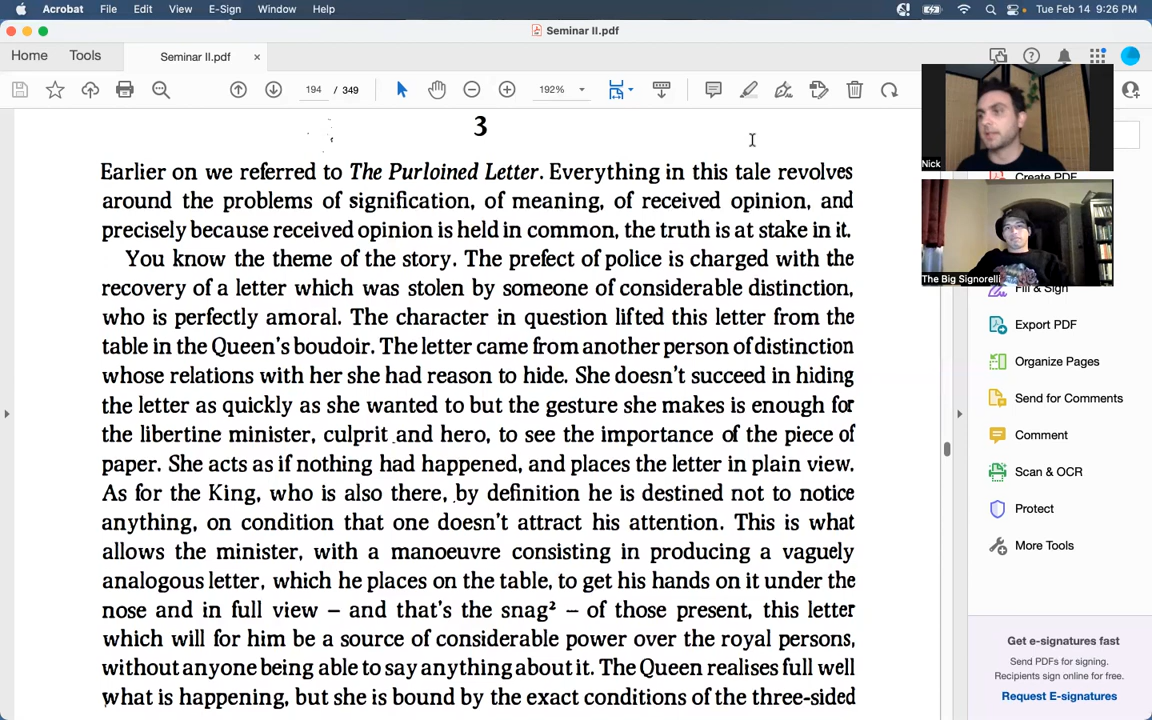 Acrobat File Edit View E-Sign Window Help Tue Feb 14 9:26 PM
Seminar II.pdf
Home Tools Seminar II.pdf ×
194 / 349 192%
3
Earlier on we referred to The Purloined Letter. Everything in this tale revolves
around the problems of signification, of meaning, of received opinion, and
precisely because received opinion is held in common, the truth is at stake in it.
You know the theme of the story. The prefect of police is charged with the
recovery of a letter which was stolen by someone of considerable distinction,
who is perfectly amoral. The character in question lifted this letter from the
table in the Queen's boudoir. The letter came from another person of distinction
whose relations with her she had reason to hide. She doesn't succeed in hiding
the letter as quickly as she wanted to but the gesture she makes is enough for
the libertine minister, culprit and hero, to see the importance of the piece of
paper. She acts as if nothing had happened, and places the letter in plain view.
As for the King, who is also there, by definition he is destined not to notice
anything, on condition that one doesn't attract his attention. This is what
allows the minister, with a manoeuvre consisting in producing a vaguely
analogous letter, which he places on the table, to get his hands on it under the
nose and in full view – and that's the snag² – of those present, this letter
which will for him be a source of considerable power over the royal persons,
without anyone being able to say anything about it. The Queen realises full well
what is happening, but she is bound by the exact conditions of the three-sided
Nick
The Big Signorelli
Create PDF
Fill & Sign
Export PDF
Organize Pages
Send for Comments
Comment
Scan & OCR
Protect
More Tools
Get e-signatures fast
Send PDFs for signing.
Recipients sign online for free.
Request E-signatures